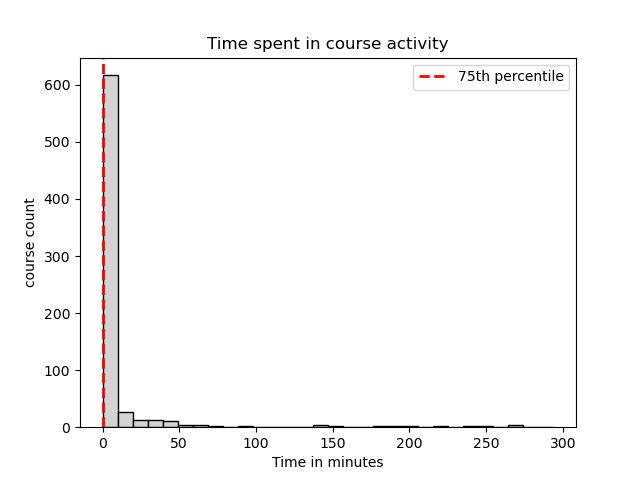 Time spent in course activity
75th percentile
course count
600
500
400
300
200
100
0
0 50 100 150 200 250 300
Time in minutes